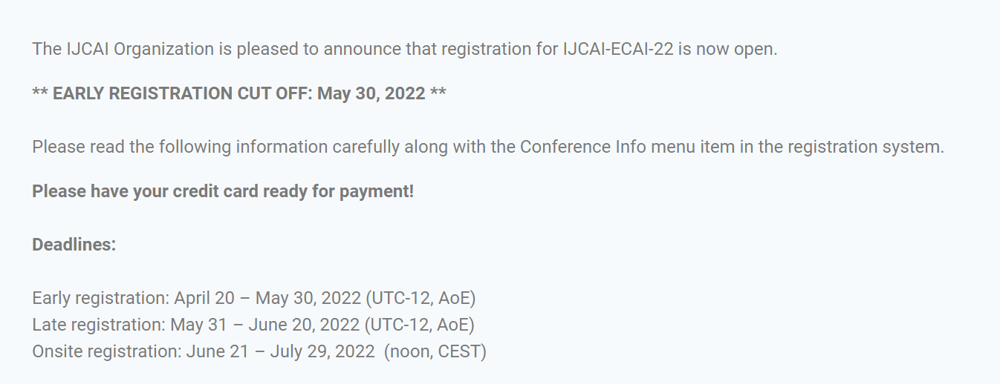 The IJCAI Organization is pleased to announce that registration for IJCAI-ECAI-22 is now open.
** EARLY REGISTRATION CUT OFF: May 30, 2022 **
Please read the following information carefully along with the Conference Info menu item in the registration system.
Please have your credit card ready for payment!
Deadlines:
Early registration: April 20 – May 30, 2022 (UTC-12, AoE)
Late registration: May 31 – June 20, 2022 (UTC-12, AoE)
Onsite registration: June 21 – July 29, 2022  (noon, CEST)